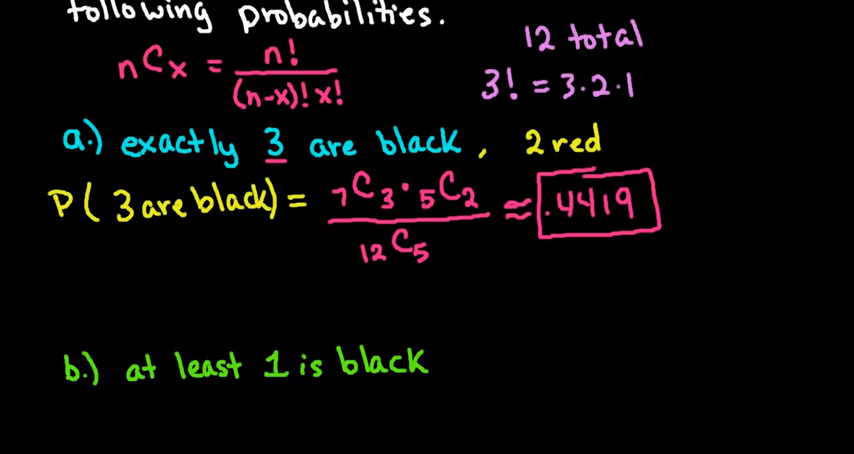 following probabilities.
nCx = n! / (n-x)! x!
12 total
3! = 3·2·1
a.) exactly 3 are black, 2 red
P( 3 are black) = 7C3 · 5C2 / 12C5 ≈ .4419
b.) at least 1 is black